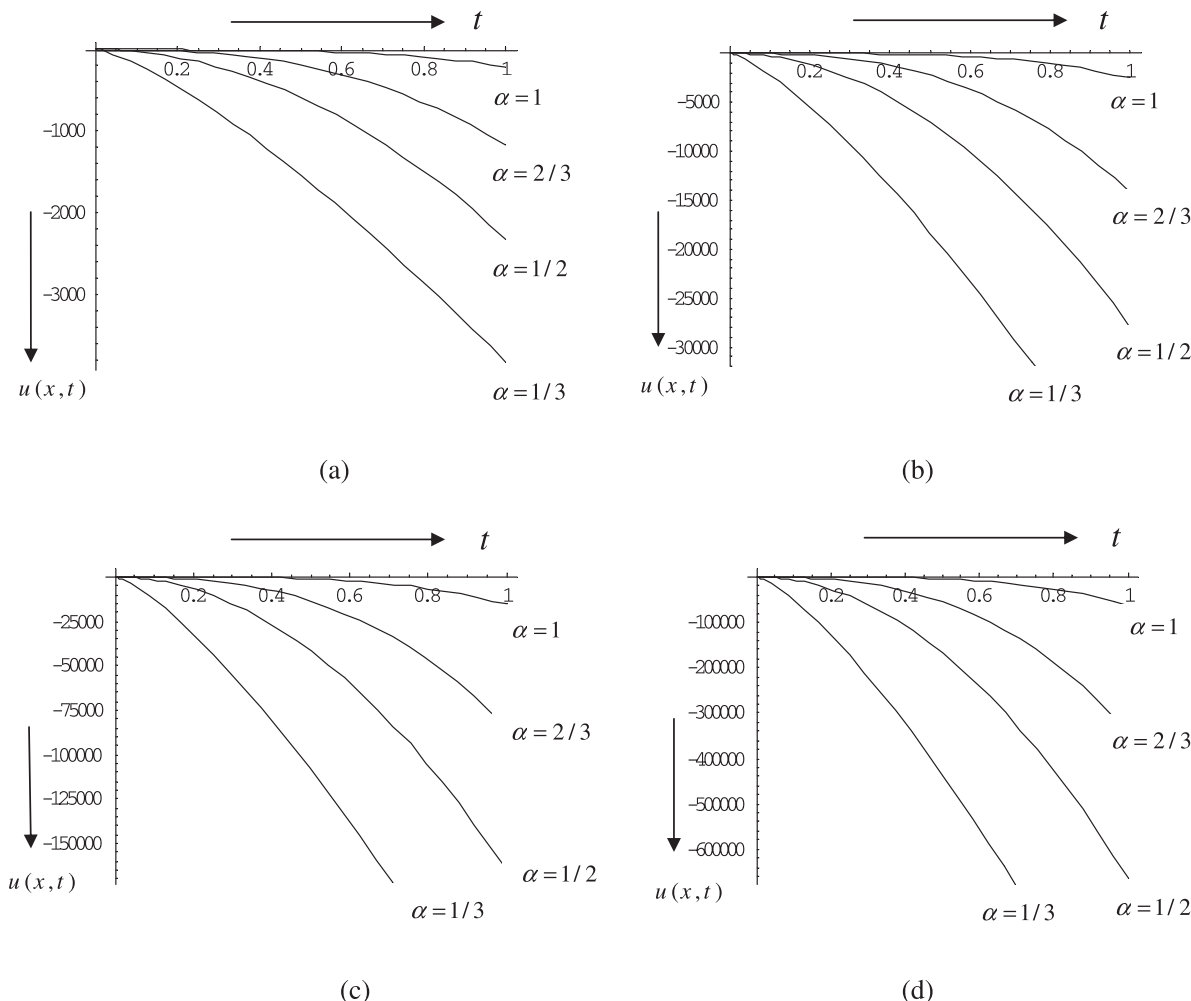 t
0.2 0.4 0.6 0.8 1
-1000
-2000
-3000
α = 1
α = 2/3
α = 1/2
α = 1/3
u(x,t)
(a)
t
0.2 0.4 0.6 0.8 1
-5000
-10000
-15000
-20000
-25000
-30000
α = 1
α = 2/3
α = 1/2
α = 1/3
u(x,t)
(b)
t
0.2 0.4 0.6 0.8 1
-25000
-50000
-75000
-100000
-125000
-150000
α = 1
α = 2/3
α = 1/2
α = 1/3
u(x,t)
(c)
t
0.2 0.4 0.6 0.8 1
-100000
-200000
-300000
-400000
-500000
-600000
α = 1
α = 2/3
α = 1/2
α = 1/3
u(x,t)
(d)